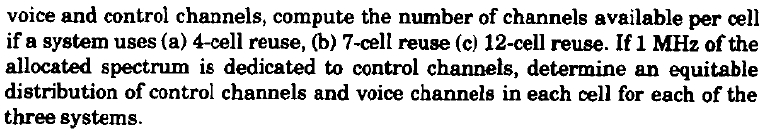 voice and control channels, compute the number of channels available per cell
if a system uses (a) 4-cell reuse, (b) 7-cell reuse (c) 12-cell reuse. If 1 MHz of the
allocated spectrum is dedicated to control channels, determine an equitable
distribution of control channels and voice channels in each cell for each of the
three systems.